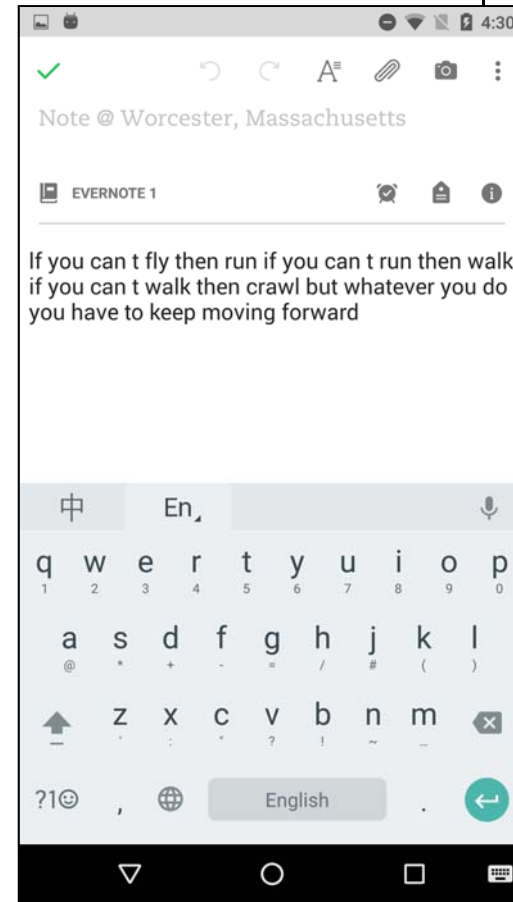 4:30
Note @ Worcester, Massachusetts
EVERNOTE 1
If you can t fly then run if you can t run then walk
if you can t walk then crawl but whatever you do
you have to keep moving forward
中 En
q w e r t y u i o p
1 2 3 4 5 6 7 8 9 0
a s d f g h j k l
@ * + - = / # ( )
z x c v b n m
' : " ? ! ~ …
?1☺ , English .